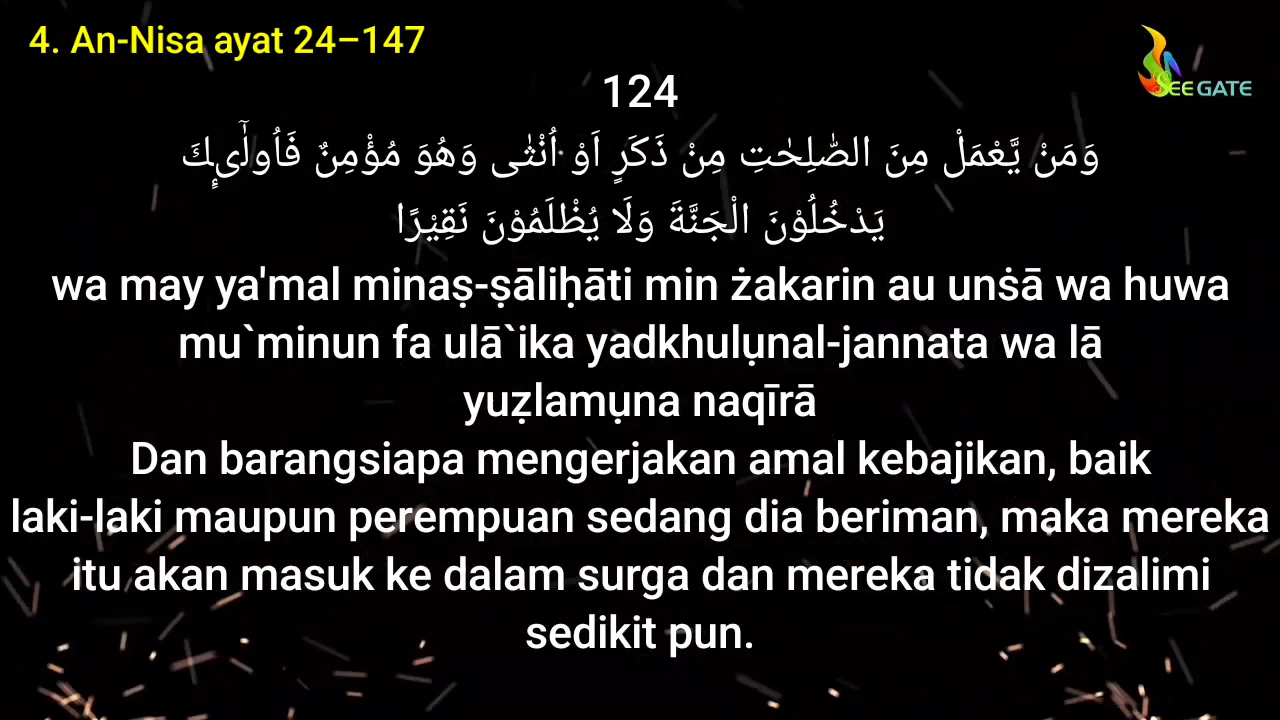 4. An-Nisa ayat 24–147
SEEGATE
124
وَمَنْ يَّعْمَلْ مِنَ الصّٰلِحٰتِ مِنْ ذَكَرٍ اَوْ اُنْثٰى وَهُوَ مُؤْمِنٌ فَاُولٰۤىِٕكَ
يَدْخُلُوْنَ الْجَنَّةَ وَلَا يُظْلَمُوْنَ نَقِيْرًا
wa may ya'mal minaṣ-ṣāliḥāti min żakarin au unṡā wa huwa
mu`minun fa ulā`ika yadkhulụnal-jannata wa lā
yuẓlamụna naqīrā
Dan barangsiapa mengerjakan amal kebajikan, baik
laki-laki maupun perempuan sedang dia beriman, maka mereka
itu akan masuk ke dalam surga dan mereka tidak dizalimi
sedikit pun.